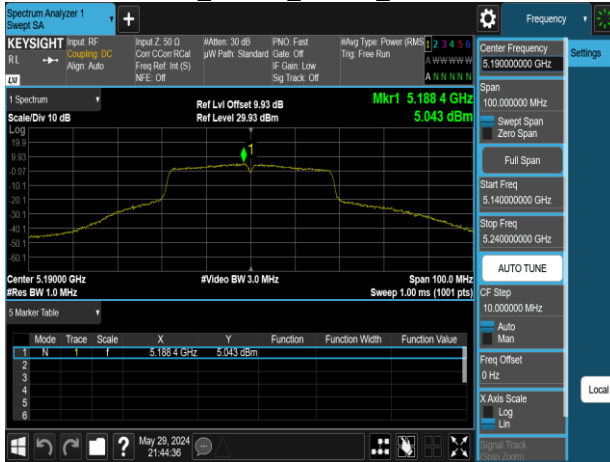 Spectrum Analyzer 1
Swept SA
Frequency
KEYSIGHT
RL
LXI
Input: RF
Coupling: DC
Align: Auto
Input Z: 50 Ω
Corr CCorr RCal
Freq Ref: Int (S)
NFE: Off
#Atten: 30 dB
µW Path: Standard
PNO: Fast
Gate: Off
IF Gain: Low
Sig Track: Off
#Avg Type: Power (RMS
Trig: Free Run
1 2 3 4 5 6
A W W W W W
A N N N N N
Center Frequency
5.190000000 GHz
Settings
Span
100.000000 MHz
Swept Span
Zero Span
Full Span
Start Freq
5.140000000 GHz
Stop Freq
5.240000000 GHz
AUTO TUNE
CF Step
10.000000 MHz
Auto
Man
Freq Offset
0 Hz
X Axis Scale
Log
Lin
Local
Signal Track
(Span Zoom)
1 Spectrum
Scale/Div 10 dB
Ref Lvl Offset 9.93 dB
Ref Level 29.93 dBm
Mkr1 5.188 4 GHz
5.043 dBm
Log
19.9
9.93
-0.07
-10.1
-20.1
-30.1
-40.1
-50.1
-60.1
1
Center 5.19000 GHz
#Res BW 1.0 MHz
#Video BW 3.0 MHz
Span 100.0 MHz
Sweep 1.00 ms (1001 pts)
5 Marker Table
Mode Trace Scale X Y Function Function Width Function Value
1 N 1 f 5.188 4 GHz 5.043 dBm
2
3
4
5
6
?
May 29, 2024
21:44:36